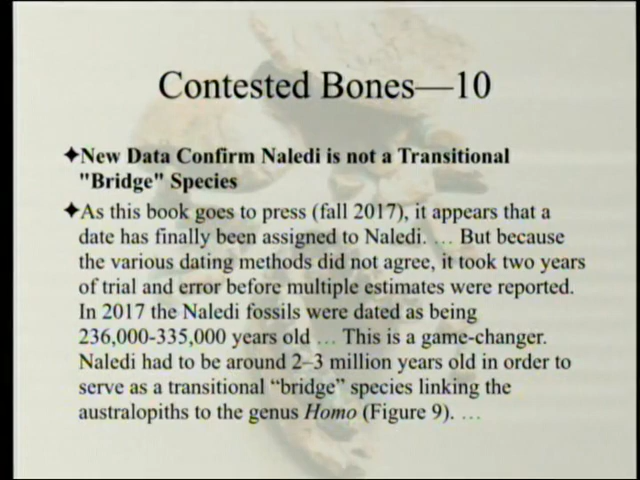 Contested Bones—10
✦New Data Confirm Naledi is not a Transitional
"Bridge" Species
✦As this book goes to press (fall 2017), it appears that a
date has finally been assigned to Naledi. … But because
the various dating methods did not agree, it took two years
of trial and error before multiple estimates were reported.
In 2017 the Naledi fossils were dated as being
236,000-335,000 years old … This is a game-changer.
Naledi had to be around 2–3 million years old in order to
serve as a transitional “bridge” species linking the
australopiths to the genus Homo (Figure 9). …